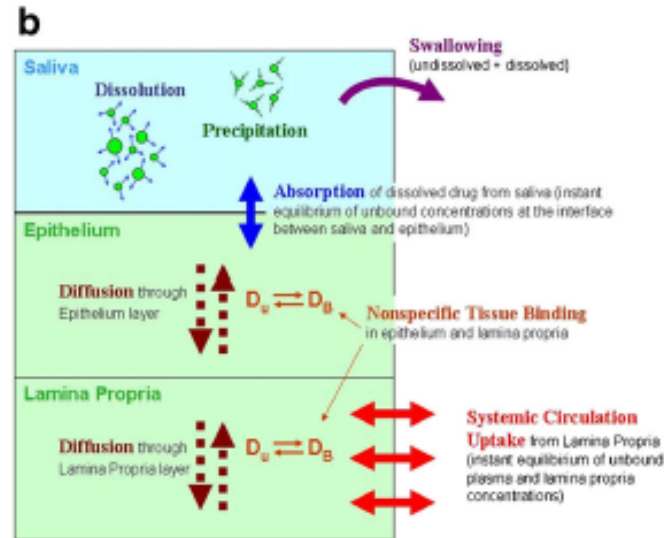 b
Saliva
Dissolution
Precipitation
Swallowing
(undissolved + dissolved)
Absorption of dissolved drug from saliva (instant
equilibrium of unbound concentrations at the interface
between saliva and epithelium)
Epithelium
Diffusion through
Epithelium layer
Du ⇌ DB
Nonspecific Tissue Binding
in epithelium and lamina propria
Lamina Propria
Diffusion through
Lamina Propria layer
Du ⇌ DB
Systemic Circulation
Uptake from Lamina Propria
(instant equilibrium of unbound
plasma and lamina propria
concentrations)